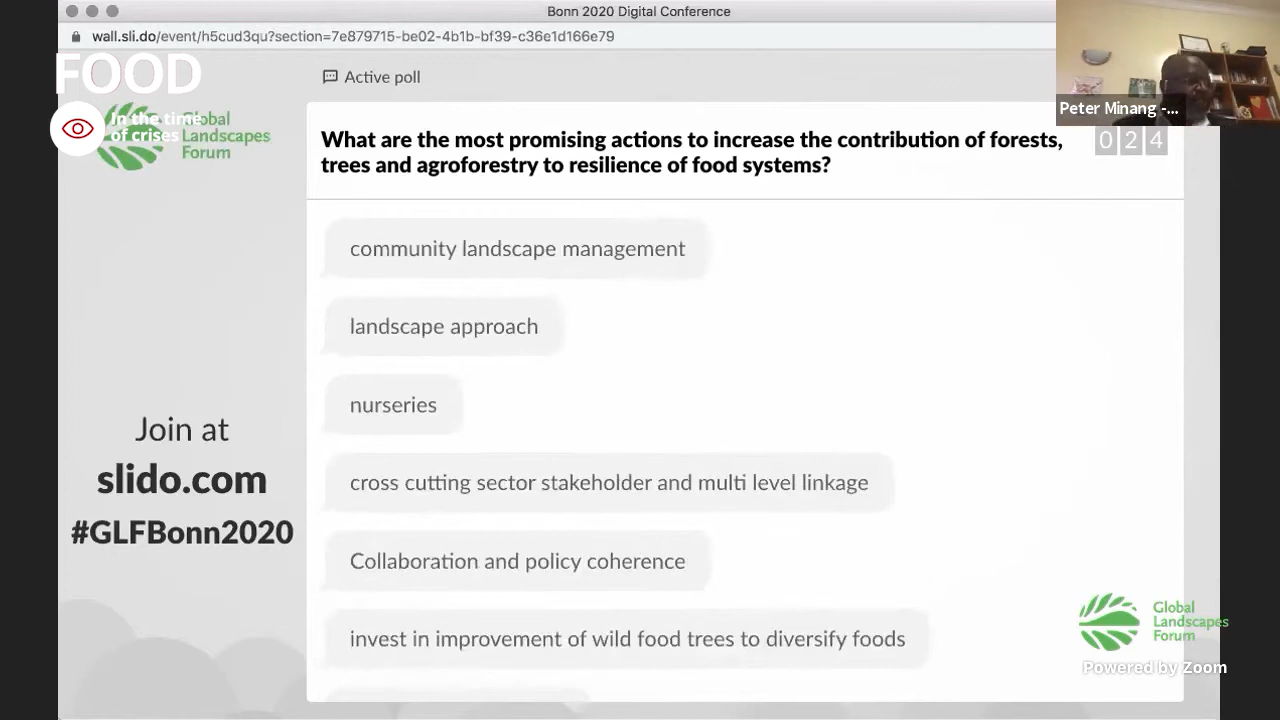 Bonn 2020 Digital Conference
wall.sli.do/event/h5cud3qu?section=7e879715-be02-4b1b-bf39-c36e1d166e79
FOOD
In the time
of crises
Global
Landscapes
Forum
Active poll
Peter Minang -...
What are the most promising actions to increase the contribution of forests,
trees and agroforestry to resilience of food systems?
024
community landscape management
landscape approach
nurseries
cross cutting sector stakeholder and multi level linkage
Collaboration and policy coherence
invest in improvement of wild food trees to diversify foods
Join at
slido.com
#GLFBonn2020
Global
Landscapes
Forum
Powered by Zoom